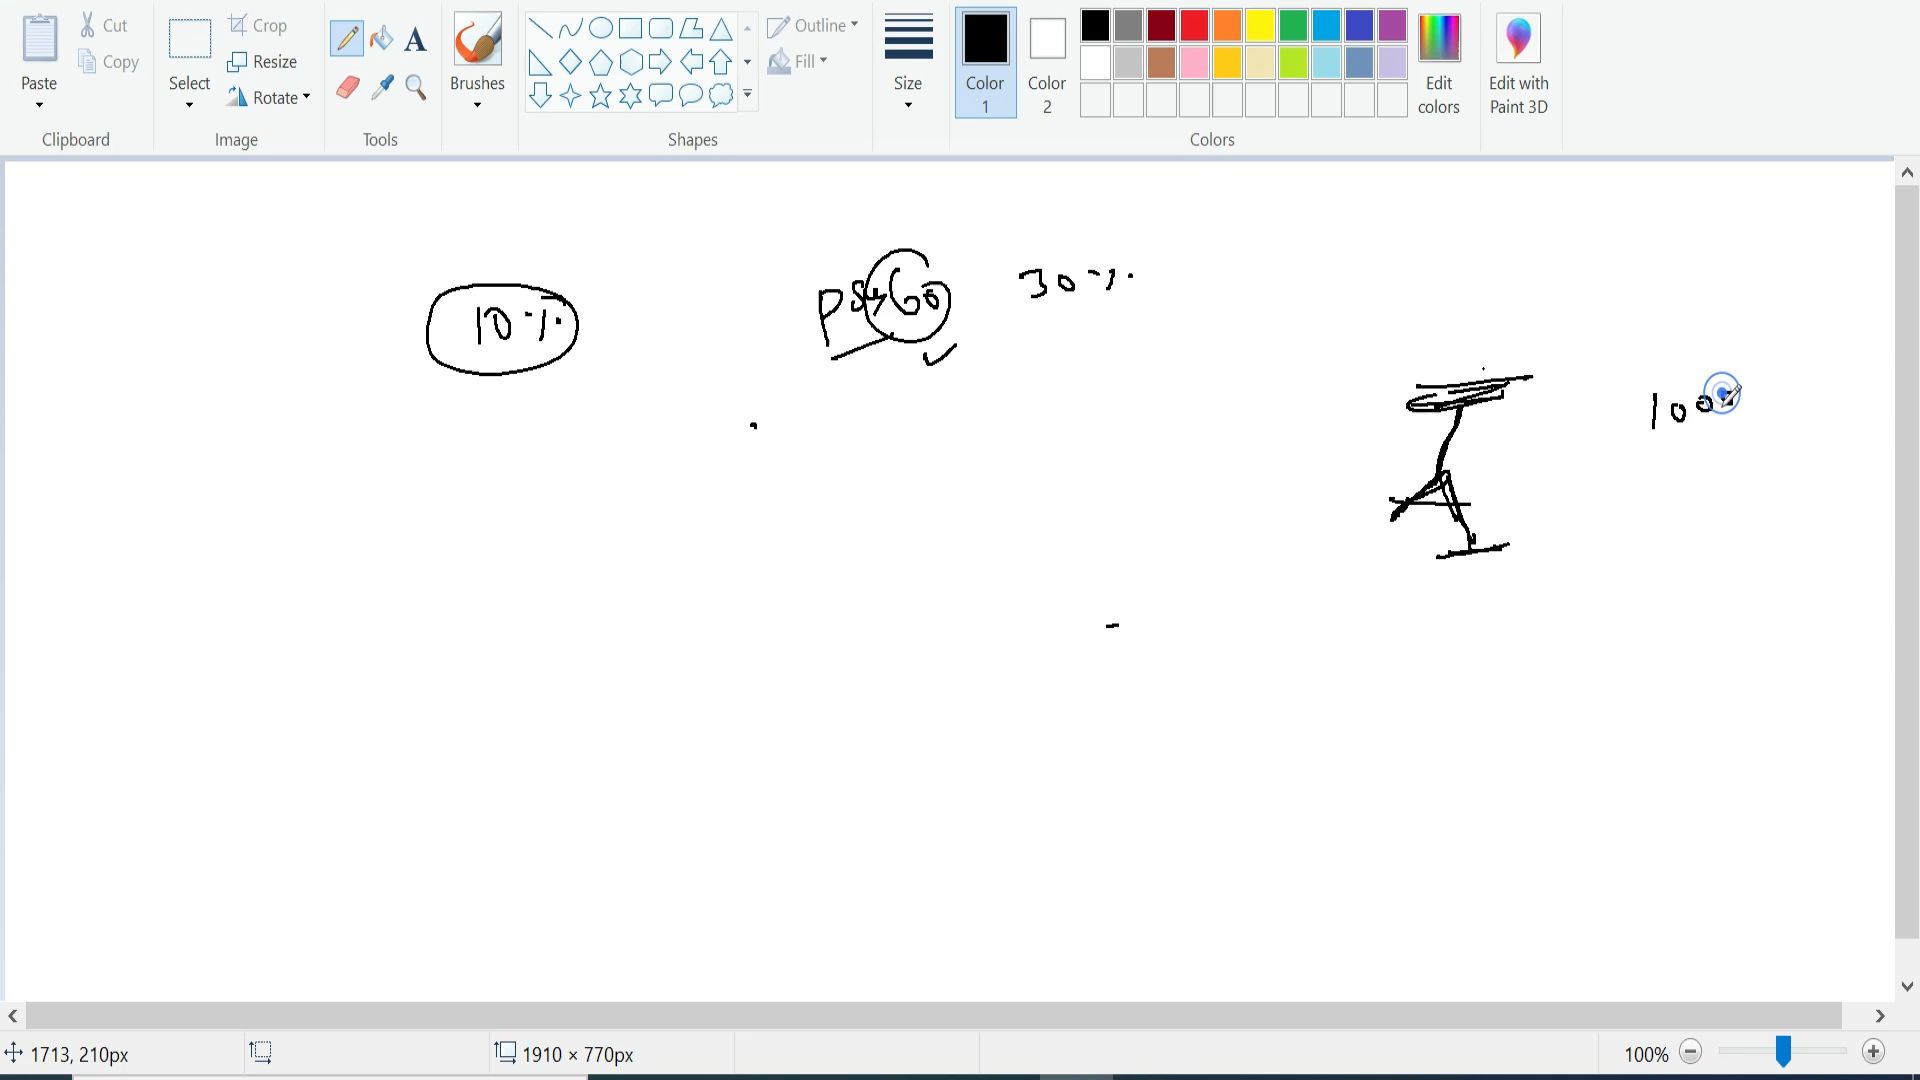 Cut
Copy
Paste
Clipboard
Crop
Resize
Rotate
Select
Image
A
Tools
Brushes
Outline
Fill
Shapes
Size
Color 1
Color 2
Edit colors
Colors
Edit with Paint 3D
10%
30%
100
1713, 210px
1910 × 770px
100%